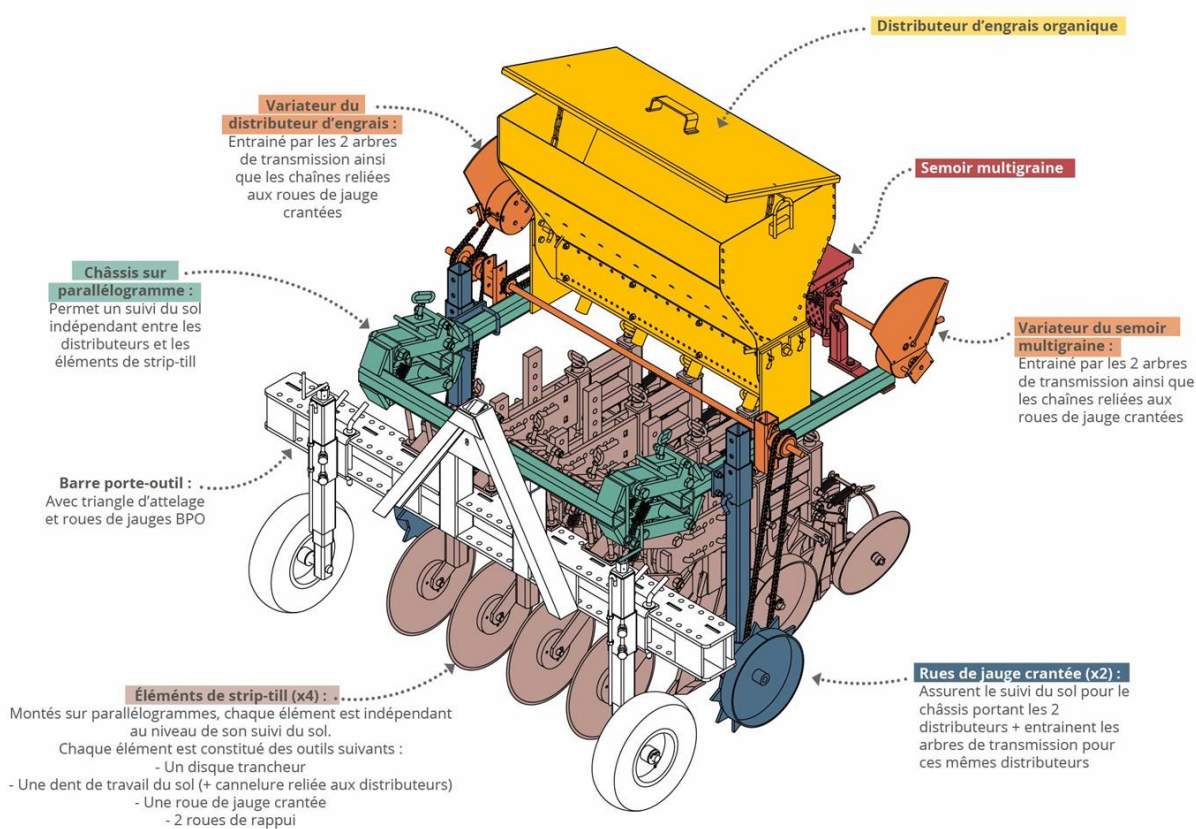 Distributeur d'engrais organique
Variateur du
distributeur d'engrais :
Entrainé par les 2 arbres
de transmission ainsi
que les chaînes reliées
aux roues de jauge
crantées
Semoir multigraine
Châssis sur
parallélogramme :
Permet un suivi du sol
indépendant entre les
distributeurs et les
éléments de strip-till
Variateur du semoir
multigraine :
Entrainé par les 2 arbres
de transmission ainsi que
les chaînes reliées aux
roues de jauge crantées
Barre porte-outil :
Avec triangle d'attelage
et roues de jauges BPO
Éléménts de strip-till (x4) :
Montés sur parallélogrammes, chaque élément est indépendant
au niveau de son suivi du sol.
Chaque élément est constitué des outils suivants :
- Un disque trancheur
- Une dent de travail du sol (+ cannelure reliée aux distributeurs)
- Une roue de jauge crantée
- 2 roues de rappui
Rues de jauge crantée (x2) :
Assurent le suivi du sol pour le
châssis portant les 2
distributeurs + entrainent les
arbres de transmission pour
ces mêmes distributeurs